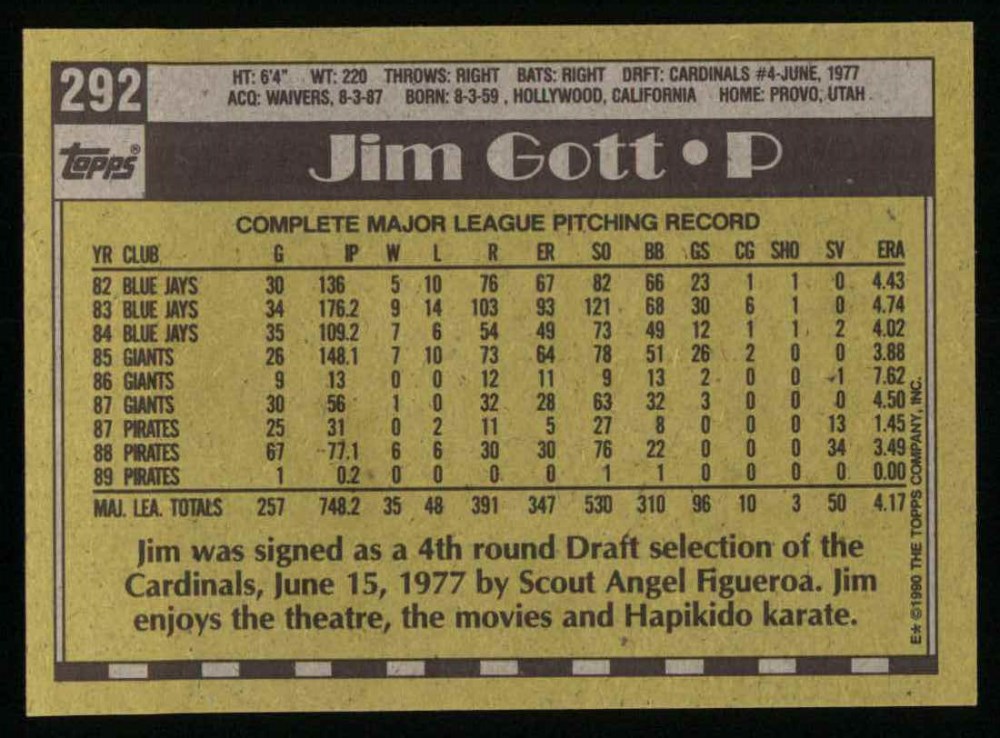 292
HT: 6'4" WT: 220 THROWS: RIGHT BATS: RIGHT DRFT: CARDINALS #4-JUNE, 1977
ACQ: WAIVERS, 8-3-87 BORN: 8-3-59, HOLLYWOOD, CALIFORNIA HOME: PROVO, UTAH
topps®
Jim Gott • P
COMPLETE MAJOR LEAGUE PITCHING RECORD
YR CLUB G IP W L R ER SO BB GS CG SHO SV ERA
82 BLUE JAYS 30 136 5 10 76 67 82 66 23 1 1 0 4.43
83 BLUE JAYS 34 176.2 9 14 103 93 121 68 30 6 1 0 4.74
84 BLUE JAYS 35 109.2 7 6 54 49 73 49 12 1 1 2 4.02
85 GIANTS 26 148.1 7 10 73 64 78 51 26 2 0 0 3.88
86 GIANTS 9 13 0 0 12 11 9 13 2 0 0 1 7.62
87 GIANTS 30 56 1 0 32 28 63 32 3 0 0 0 4.50
87 PIRATES 25 31 0 2 11 5 27 8 0 0 0 13 1.45
88 PIRATES 67 77.1 6 6 30 30 76 22 0 0 0 34 3.49
89 PIRATES 1 0.2 0 0 0 0 1 1 0 0 0 0 0.00
MAJ. LEA. TOTALS 257 748.2 35 48 391 347 530 310 96 10 3 50 4.17
Jim was signed as a 4th round Draft selection of the
Cardinals, June 15, 1977 by Scout Angel Figueroa. Jim
enjoys the theatre, the movies and Hapikido karate.
E* ©1990 THE TOPPS COMPANY, INC.